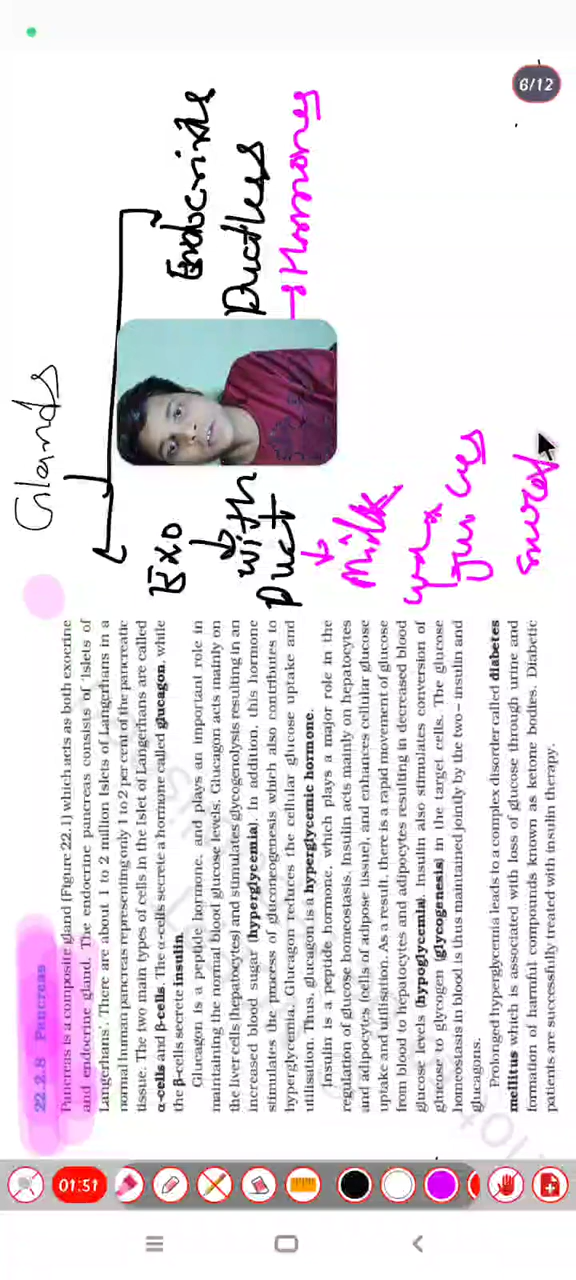 6/12
Glands
Exo
with
Duct
Milk
Juices
Endocrine
Ductless
→ Hormones
22.2.8 Pancreas
Pancreas is a composite gland (Figure 22.1) which acts as both exocrine
and endocrine gland. The endocrine pancreas consists of 'Islets of
Langerhans'. There are about 1 to 2 million Islets of Langerhans in a
normal human pancreas representing only 1 to 2 per cent of the pancreatic
tissue. The two main types of cells in the Islet of Langerhans are called
α-cells and β-cells. The α-cells secrete a hormone called glucagon, while
the β-cells secrete insulin.
Glucagon is a peptide hormone, and plays an important role in
maintaining the normal blood glucose levels. Glucagon acts mainly on
the liver cells (hepatocytes) and stimulates glycogenolysis resulting in an
increased blood sugar (hyperglycemia). In addition, this hormone
stimulates the process of gluconeogenesis which also contributes to
hyperglycemia. Glucagon reduces the cellular glucose uptake and
utilisation. Thus, glucagon is a hyperglycemic hormone.
Insulin is a peptide hormone, which plays a major role in the
regulation of glucose homeostasis. Insulin acts mainly on hepatocytes
and adipocytes (cells of adipose tissue), and enhances cellular glucose
uptake and utilisation. As a result, there is a rapid movement of glucose
from blood to hepatocytes and adipocytes resulting in decreased blood
glucose levels (hypoglycemia). Insulin also stimulates conversion of
glucose to glycogen (glycogenesis) in the target cells. The glucose
homeostasis in blood is thus maintained jointly by the two – insulin and
glucagons.
Prolonged hyperglycemia leads to a complex disorder called diabetes
mellitus which is associated with loss of glucose through urine and
formation of harmful compounds known as ketone bodies. Diabetic
patients are successfully treated with insulin therapy.
01:51